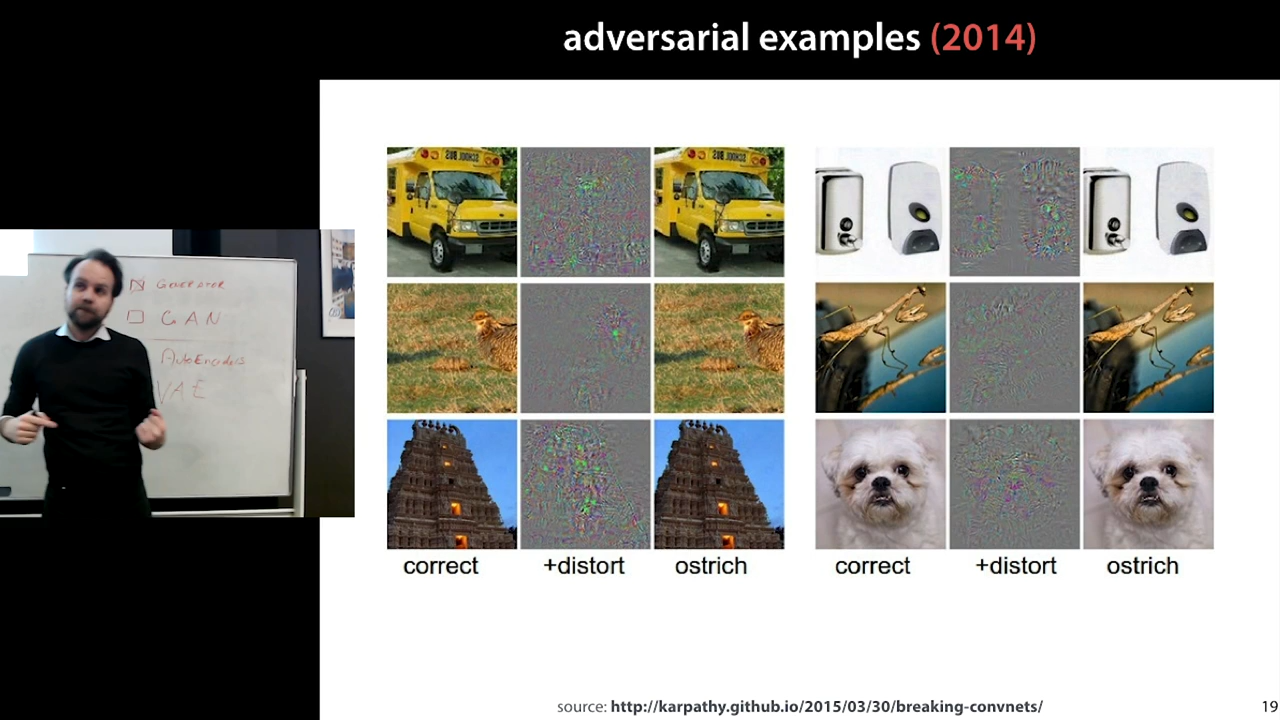 adversarial examples (2014)
GENERATOR
GAN
AutoEncoders
VAE
correct +distort ostrich correct +distort ostrich
source: http://karpathy.github.io/2015/03/30/breaking-convnets/
19